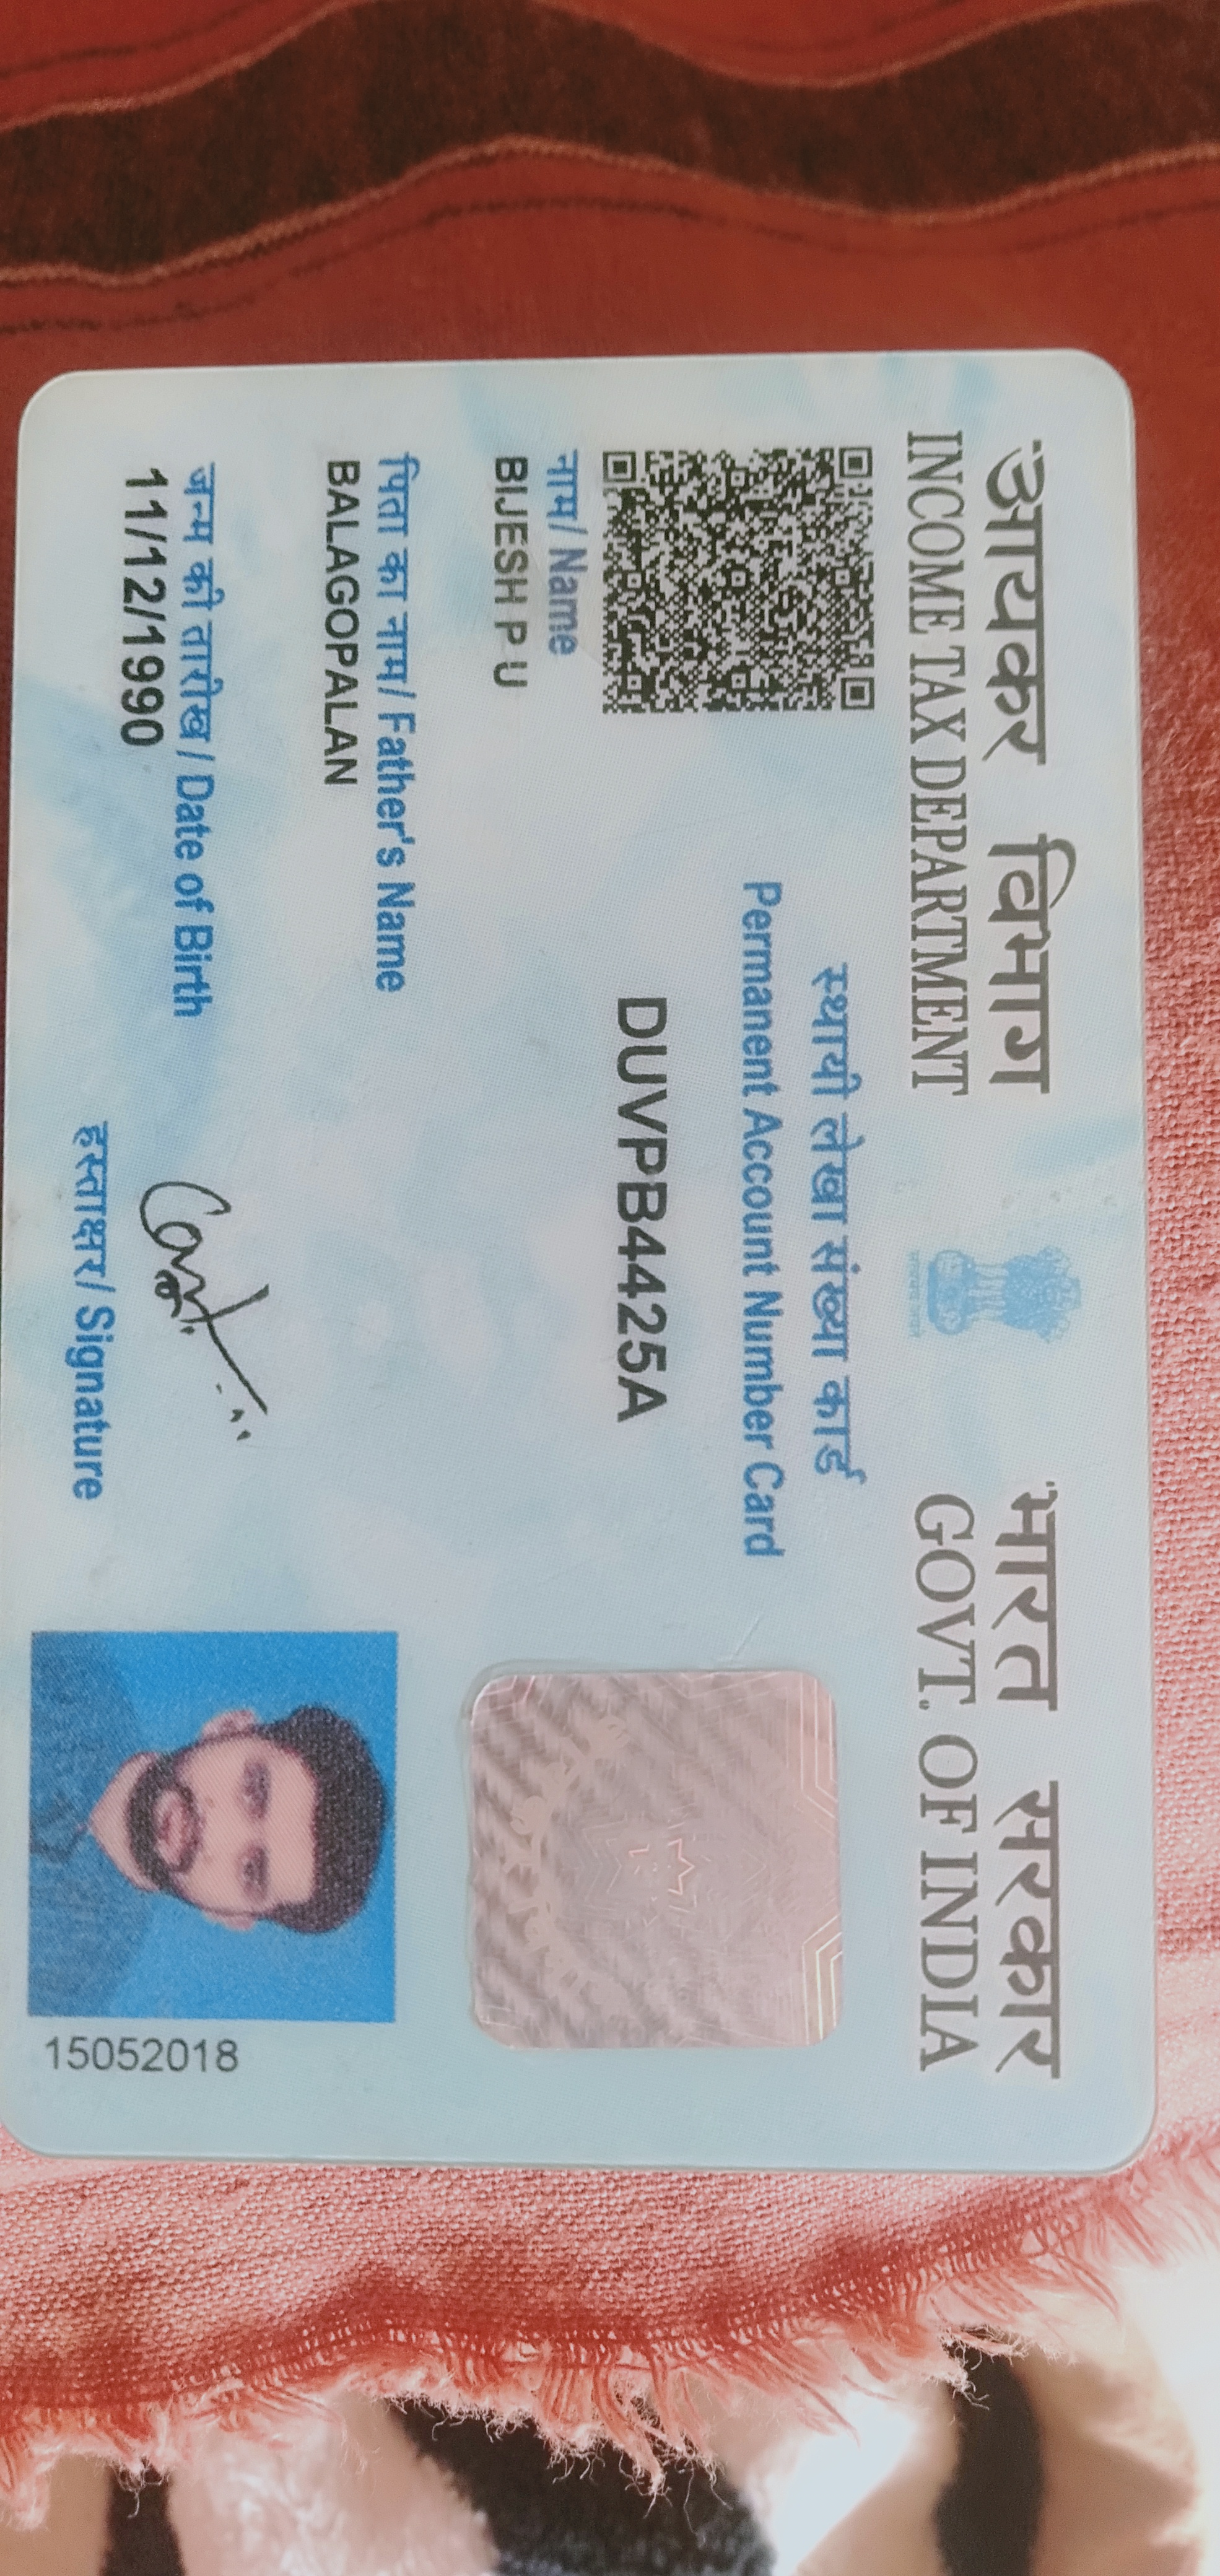 आयकर विभाग
INCOME TAX DEPARTMENT
भारत सरकार
GOVT. OF INDIA
स्थायी लेखा संख्या कार्ड
Permanent Account Number Card
DUVPB4425A
नाम/ Name
BIJESH P U
पिता का नाम/ Father's Name
BALAGOPALAN
जन्म की तारीख/ Date of Birth
11/12/1990
हस्ताक्षर/ Signature
15052018